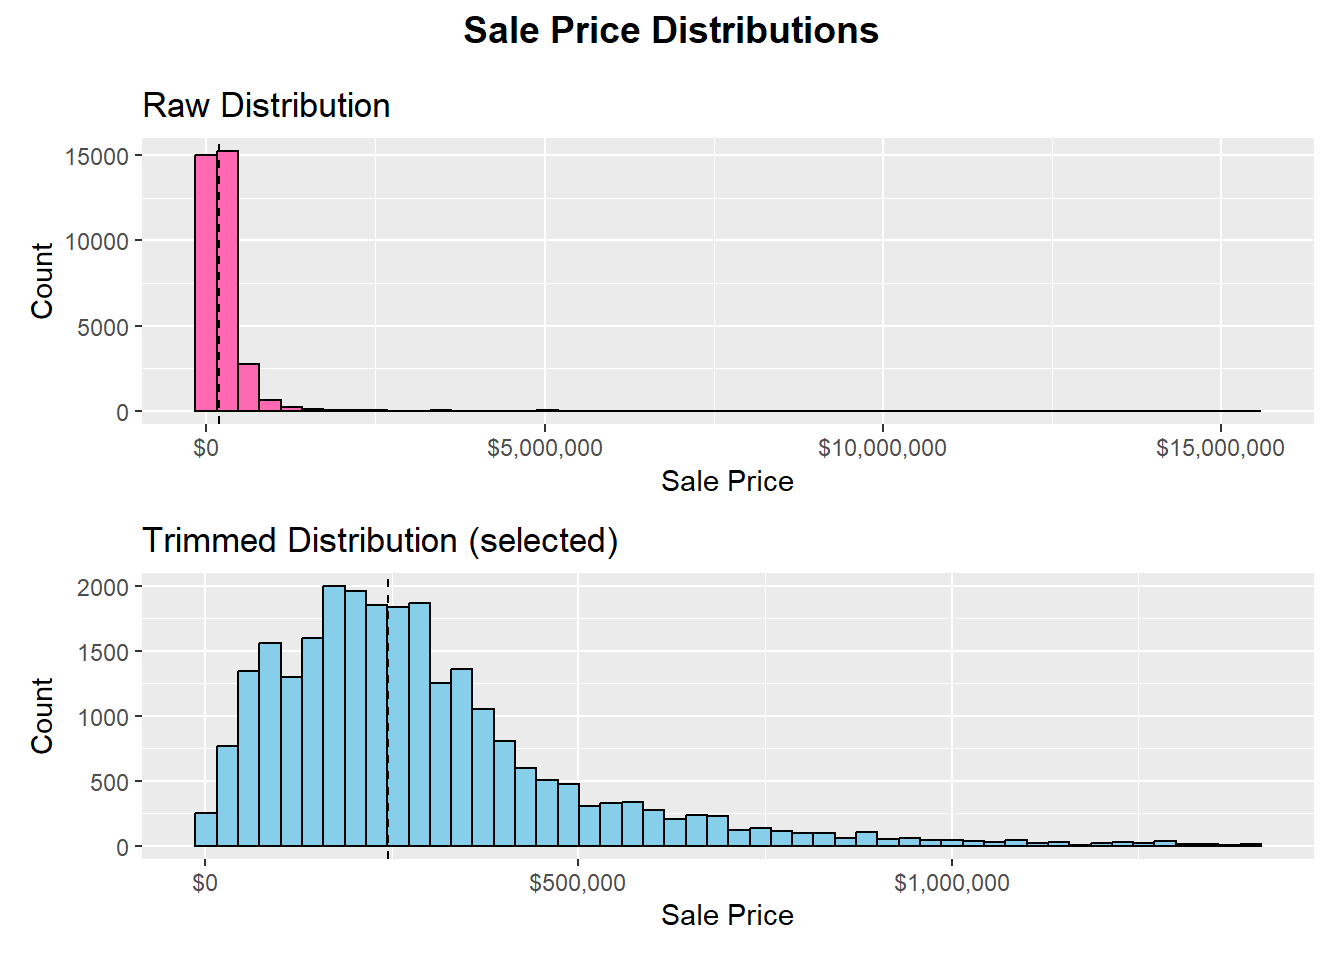 Sale Price Distributions
Raw Distribution
Count
15000
10000
5000
0
$0 $5,000,000 $10,000,000 $15,000,000
Sale Price
Trimmed Distribution (selected)
Count
2000
1500
1000
500
0
$0 $500,000 $1,000,000
Sale Price